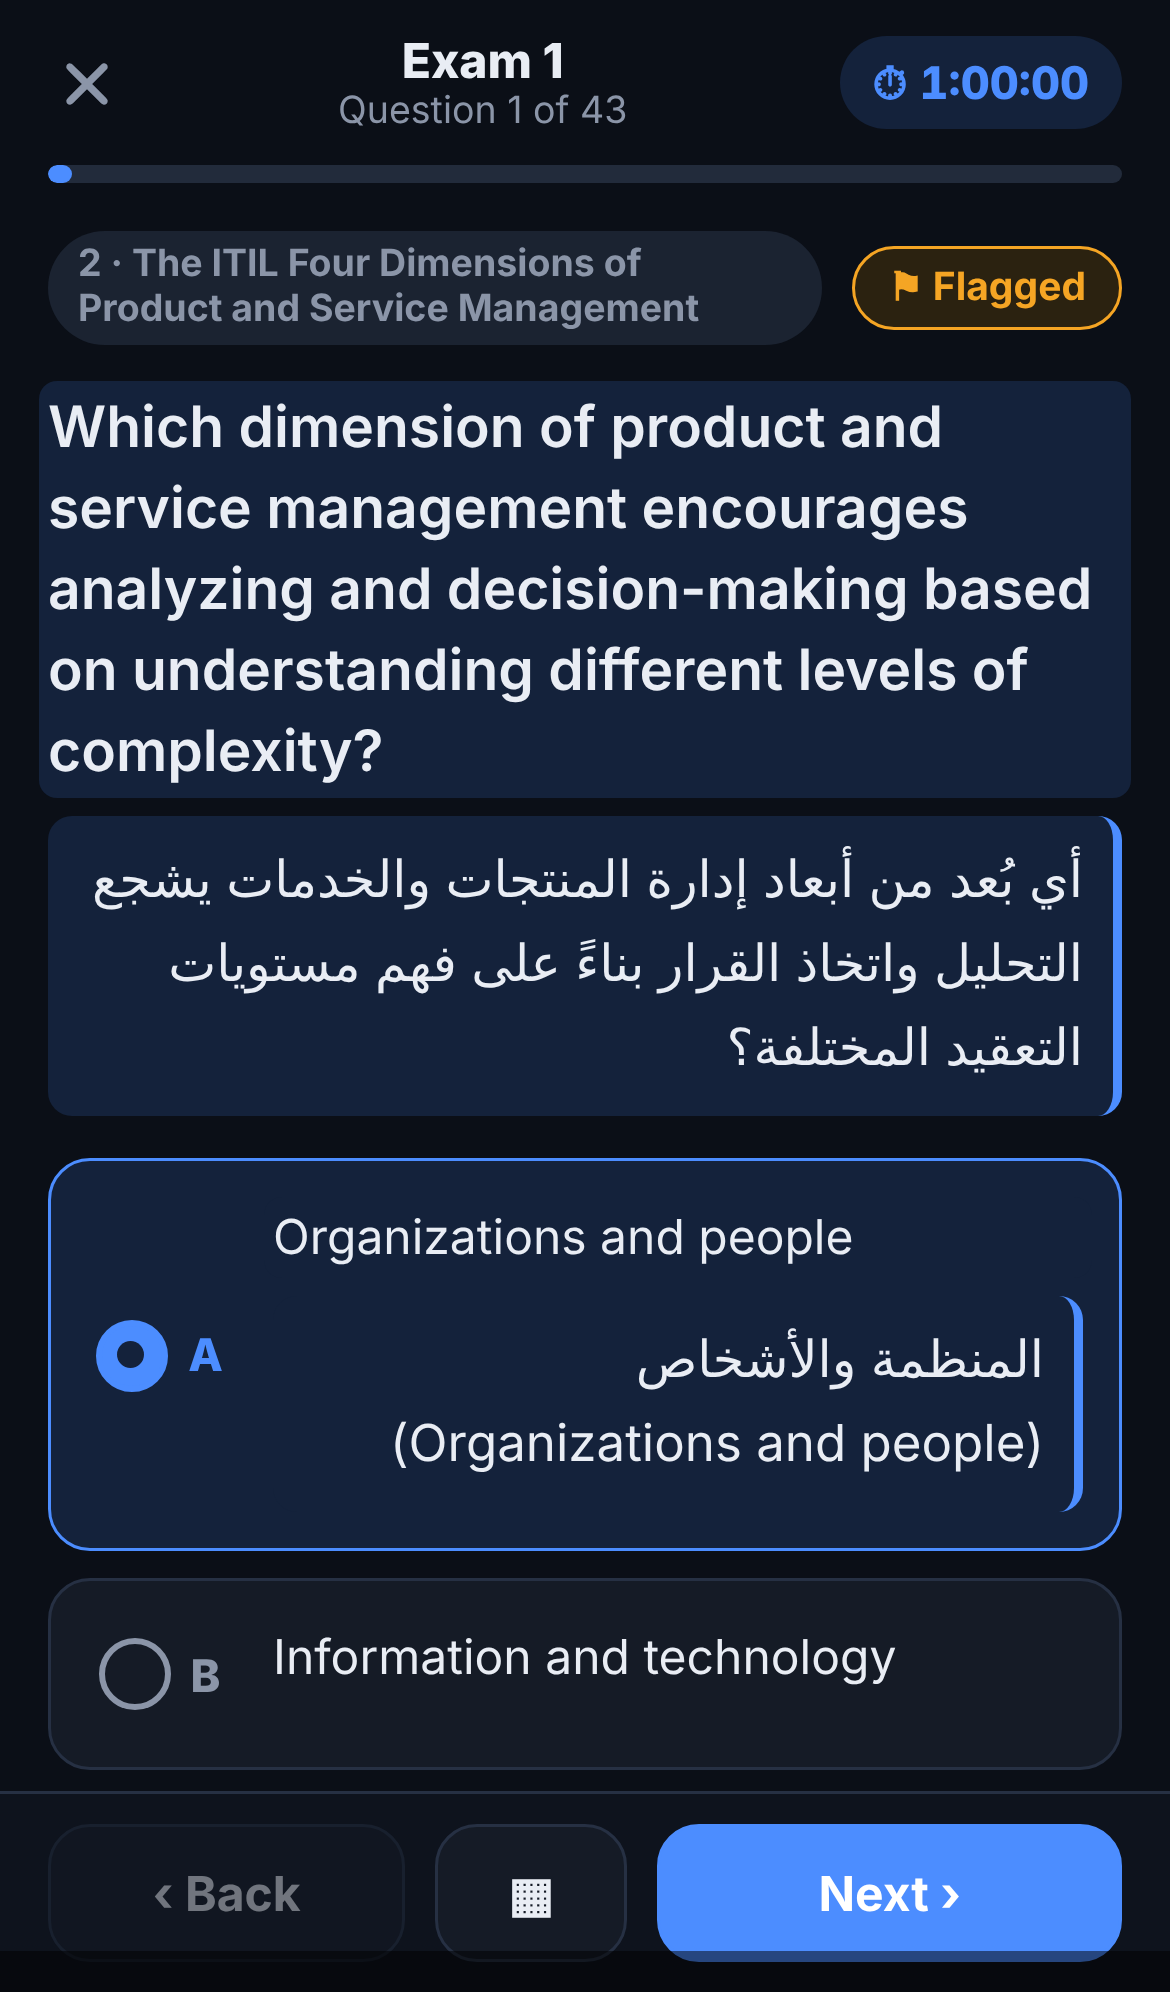 Exam 1
Question 1 of 43
⏱ 1:00:00
2 · The ITIL Four Dimensions of
Product and Service Management
⚑ Flagged
Which dimension of product and
service management encourages
analyzing and decision-making based
on understanding different levels of
complexity?
أي بُعد من أبعاد إدارة المنتجات والخدمات يشجع
التحليل واتخاذ القرار بناءً على فهم مستويات
التعقيد المختلفة؟
Organizations and people
A
المنظمة والأشخاص
(Organizations and people)
B
Information and technology
‹ Back
Next ›